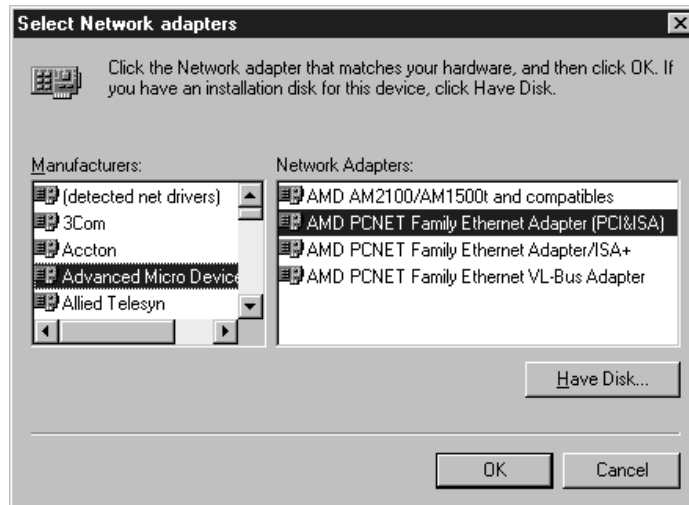 Select Network adapters
Click the Network adapter that matches your hardware, and then click OK. If
you have an installation disk for this device, click Have Disk.
Manufacturers:
(detected net drivers)
3Com
Accton
Advanced Micro Device
Allied Telesyn
Network Adapters:
AMD AM2100/AM1500t and compatibles
AMD PCNET Family Ethernet Adapter (PCI&ISA)
AMD PCNET Family Ethernet Adapter/ISA+
AMD PCNET Family Ethernet VL-Bus Adapter
Have Disk...
OK
Cancel